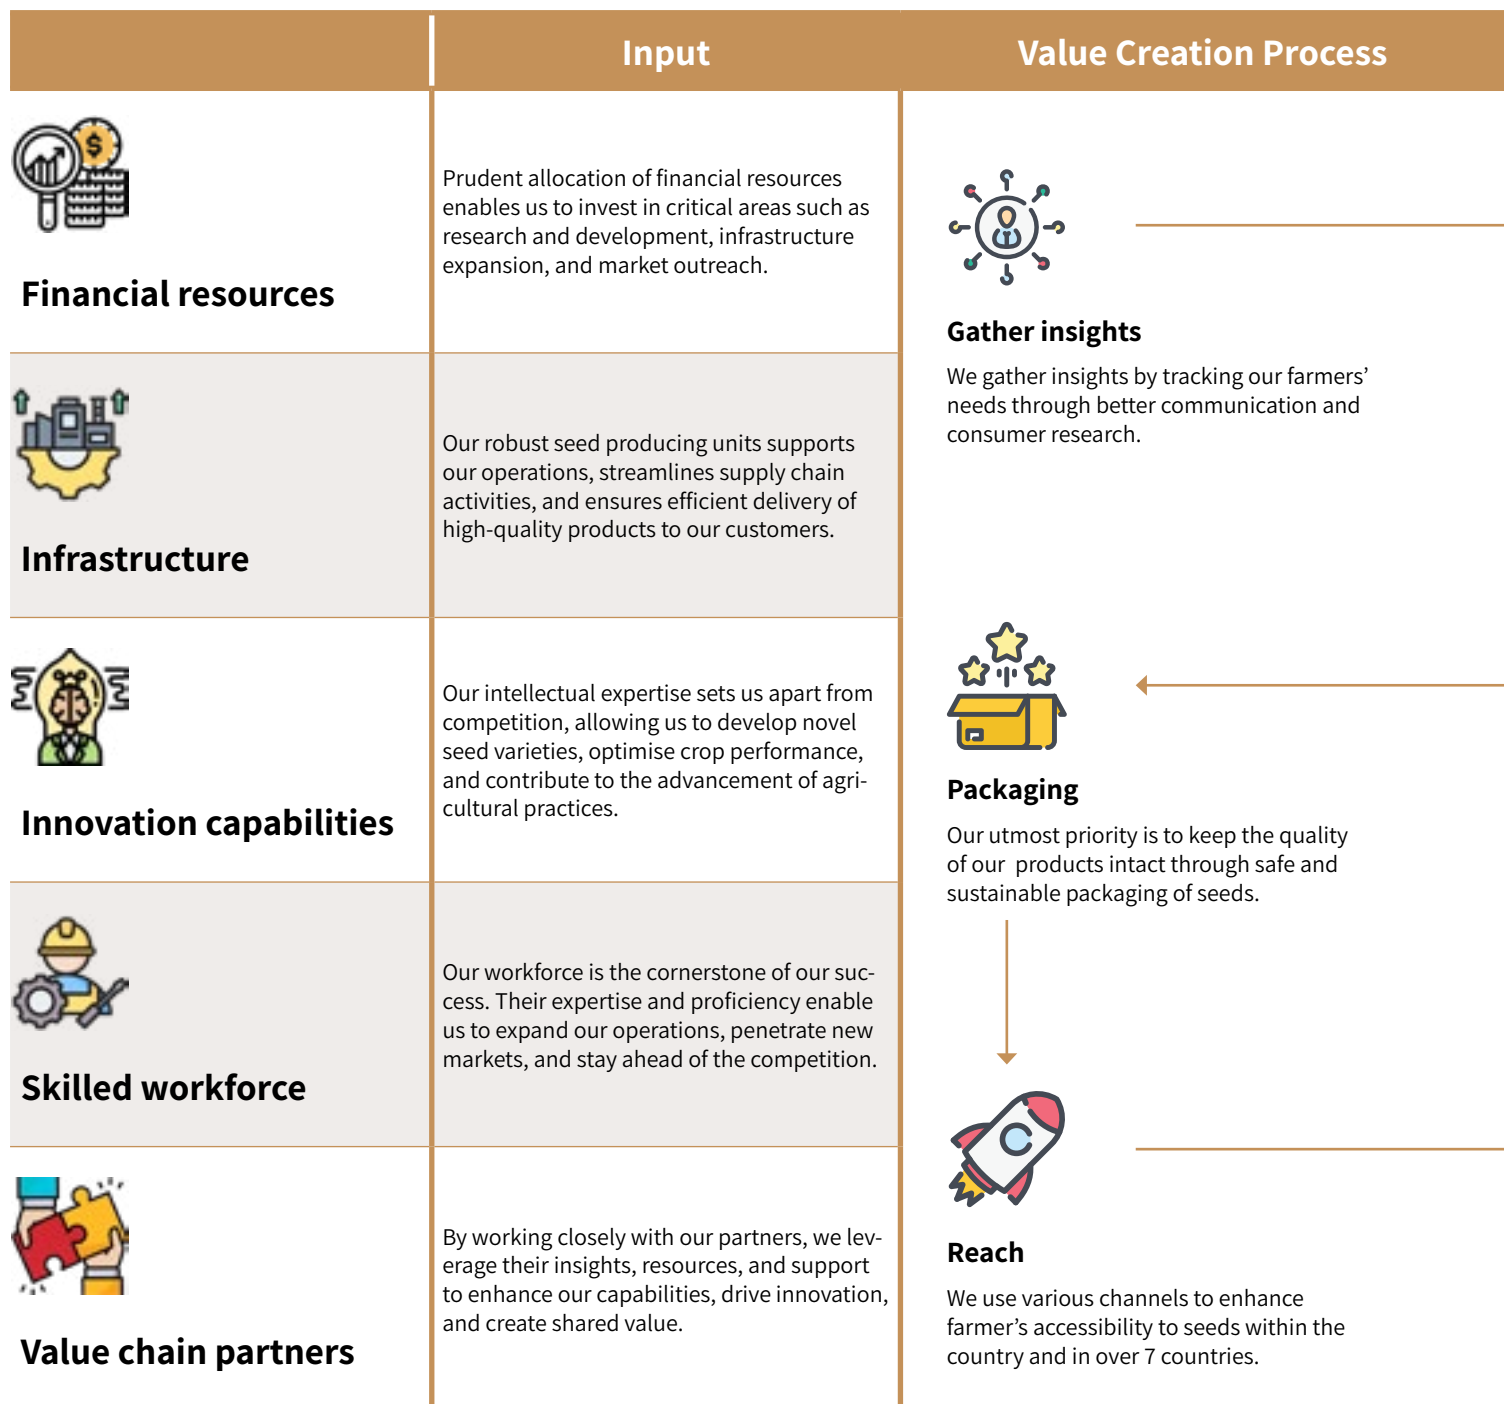 Input
Value Creation Process
Financial resources
Prudent allocation of financial resources
enables us to invest in critical areas such as
research and development, infrastructure
expansion, and market outreach.
Infrastructure
Our robust seed producing units supports
our operations, streamlines supply chain
activities, and ensures efficient delivery of
high-quality products to our customers.
Innovation capabilities
Our intellectual expertise sets us apart from
competition, allowing us to develop novel
seed varieties, optimise crop performance,
and contribute to the advancement of agri-
cultural practices.
Skilled workforce
Our workforce is the cornerstone of our suc-
cess. Their expertise and proficiency enable
us to expand our operations, penetrate new
markets, and stay ahead of the competition.
Value chain partners
By working closely with our partners, we lev-
erage their insights, resources, and support
to enhance our capabilities, drive innovation,
and create shared value.
Gather insights
We gather insights by tracking our farmers’
needs through better communication and
consumer research.
Packaging
Our utmost priority is to keep the quality
of our products intact through safe and
sustainable packaging of seeds.
Reach
We use various channels to enhance
farmer’s accessibility to seeds within the
country and in over 7 countries.